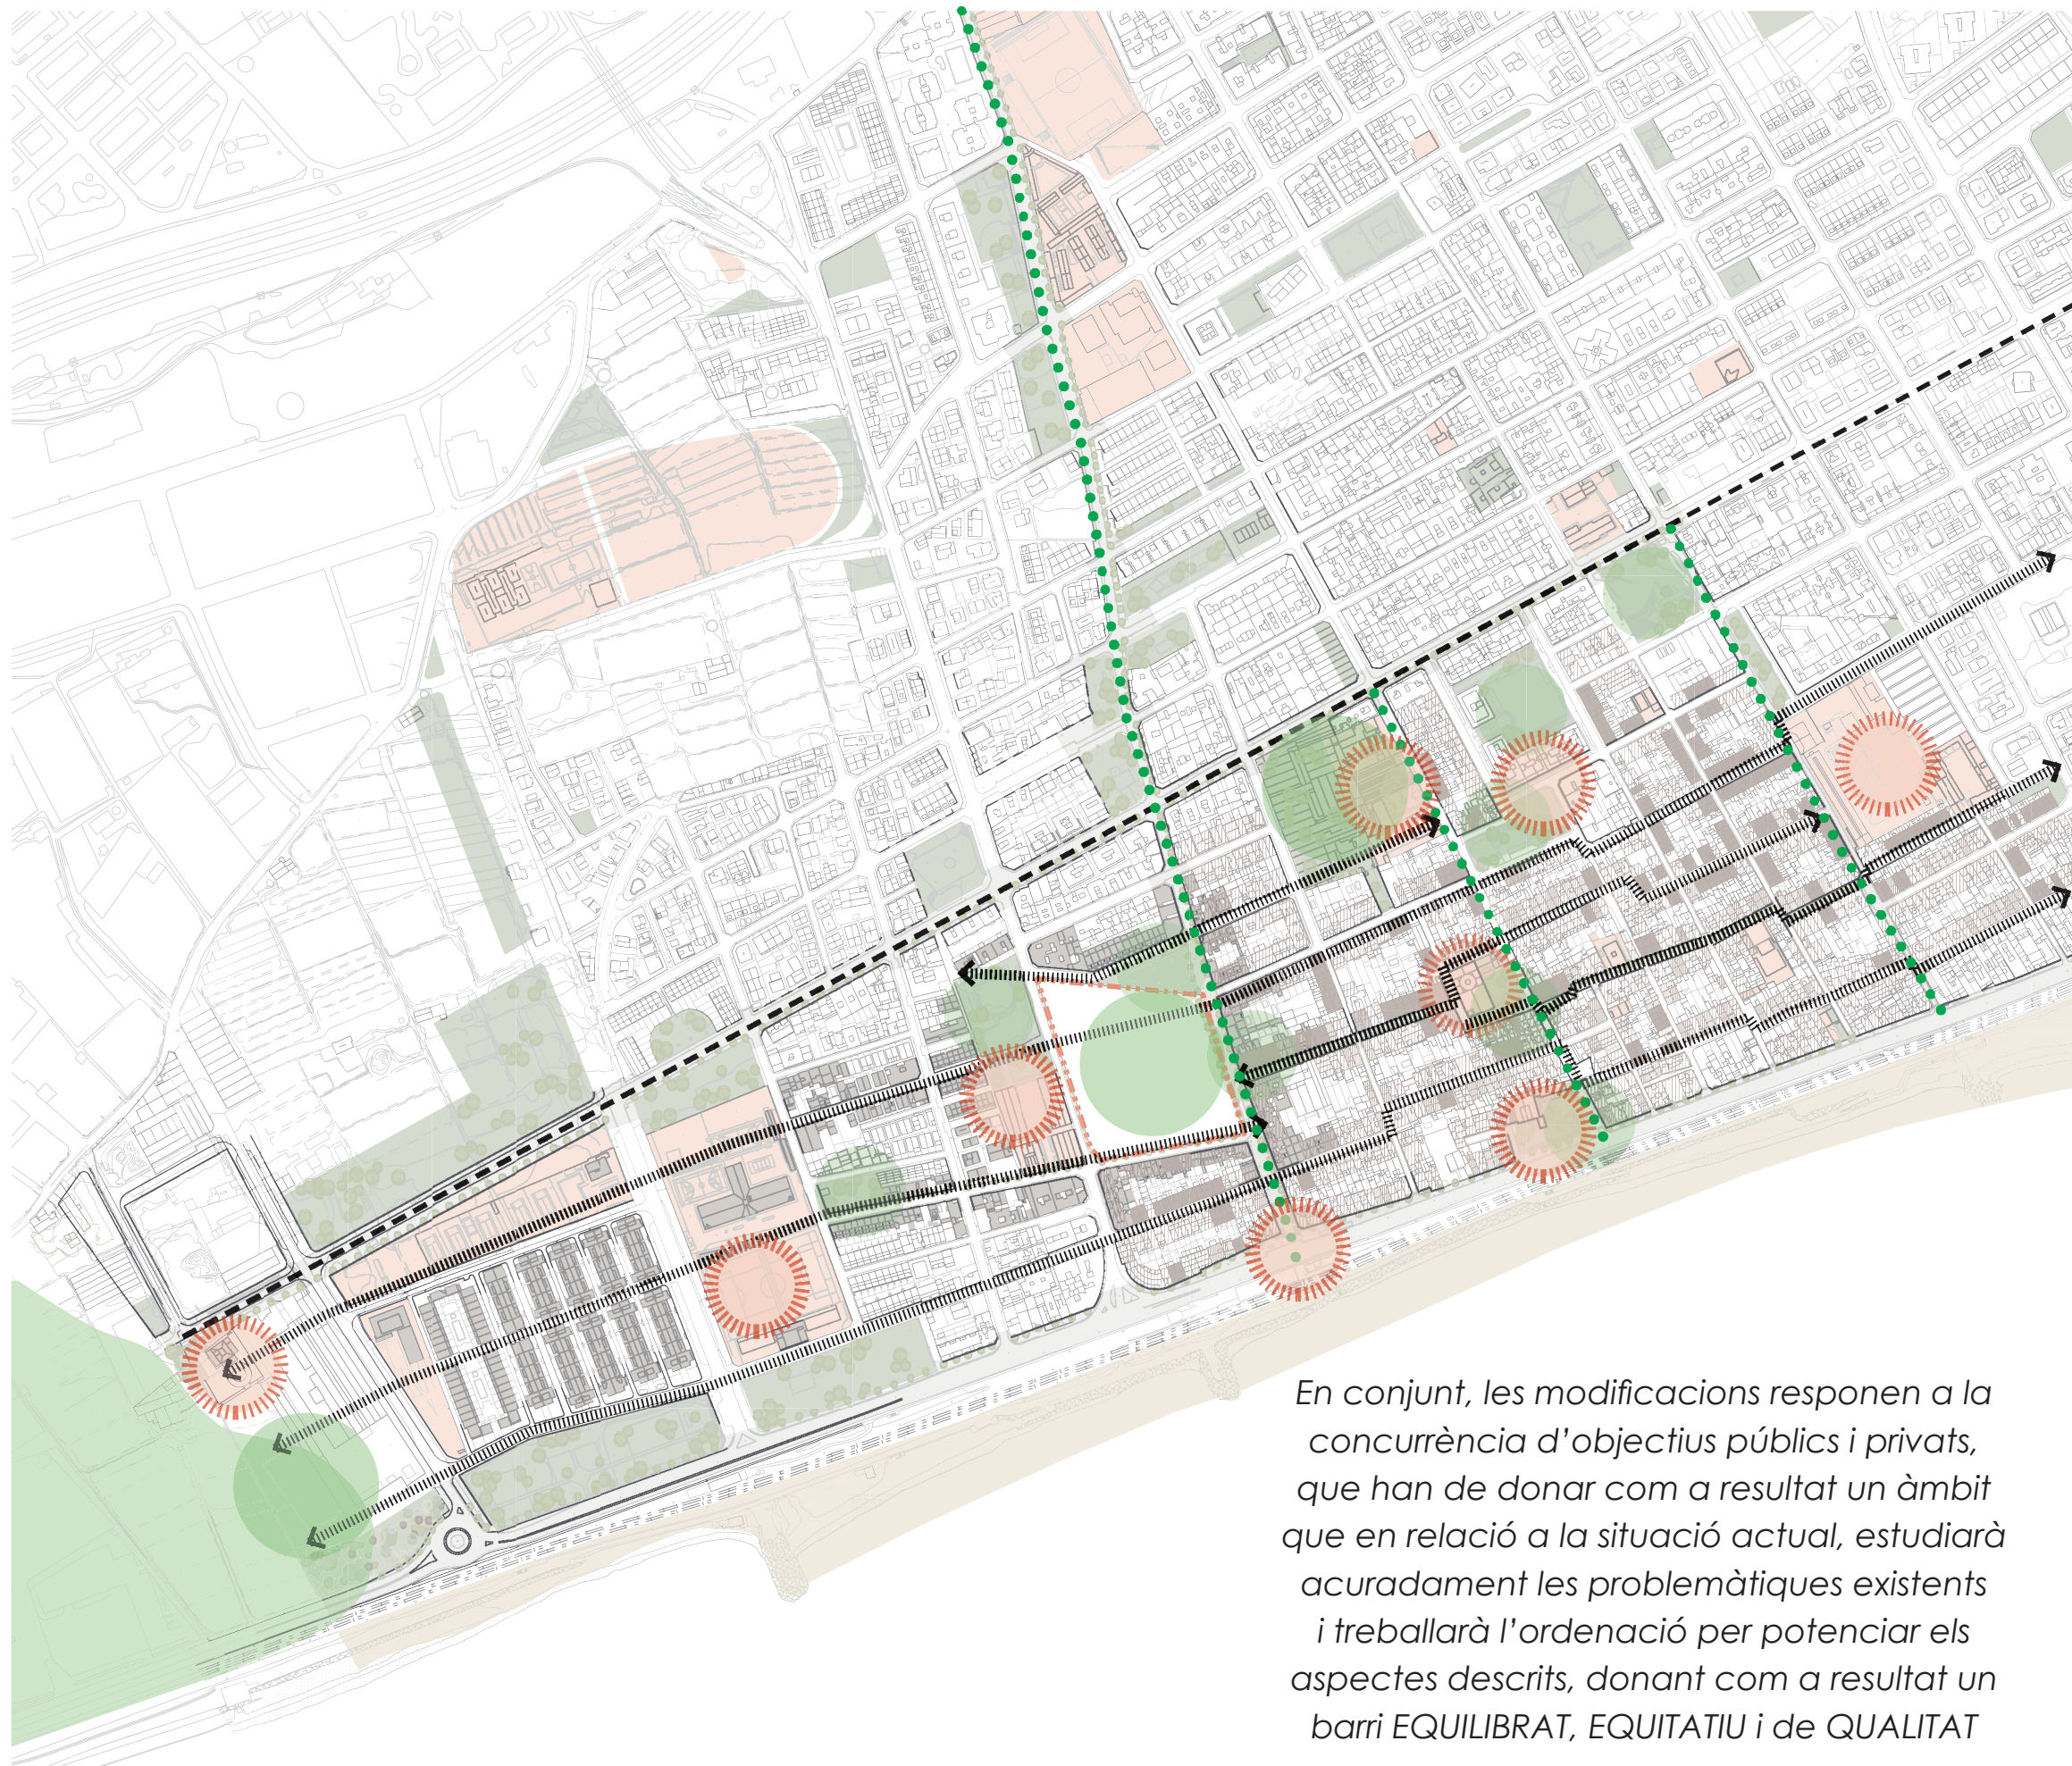 En conjunt, les modificacions responen a la
concurrència d'objectius públics i privats,
que han de donar com a resultat un àmbit
que en relació a la situació actual, estudiarà
acuradament les problemàtiques existents
i treballarà l'ordenació per potenciar els
aspectes descrits, donant com a resultat un
barri EQUILIBRAT, EQUITATIU i de QUALITAT